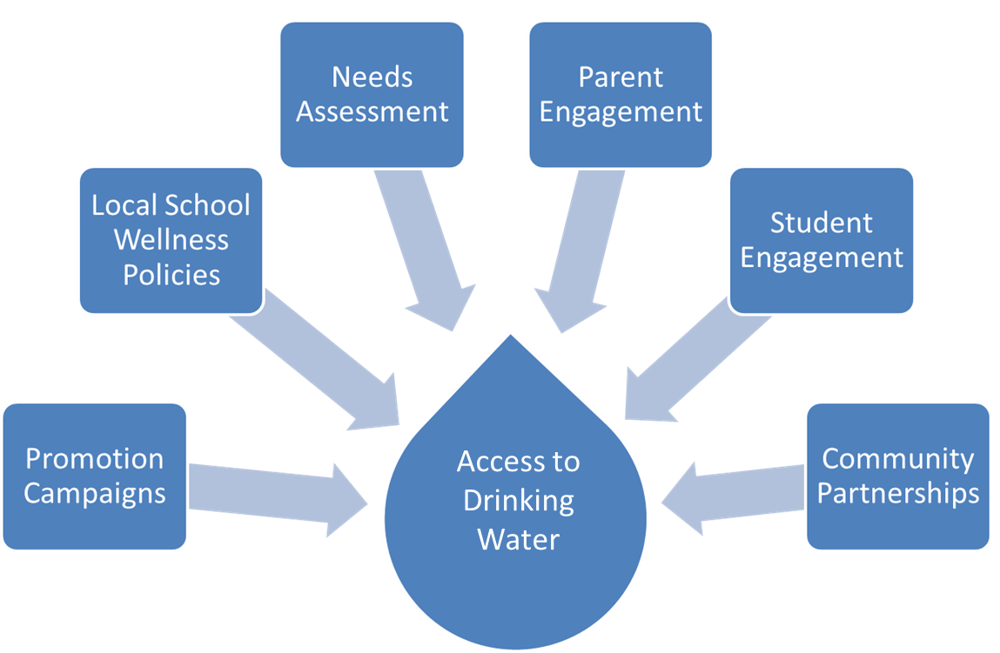 Needs
Assessment
Parent
Engagement
Local School
Wellness
Policies
Student
Engagement
Promotion
Campaigns
Access to
Drinking
Water
Community
Partnerships